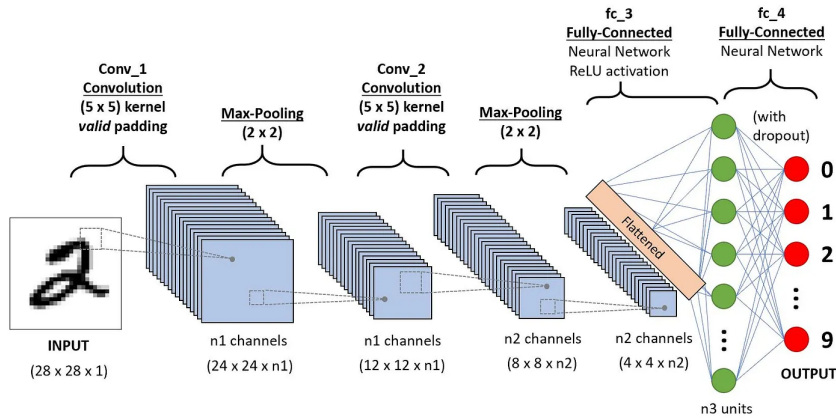 fc_3
Fully-Connected
Neural Network
ReLU activation
fc_4
Fully-Connected
Neural Network
Conv_1
Convolution
(5 x 5) kernel
valid padding
Max-Pooling
(2 x 2)
Conv_2
Convolution
(5 x 5) kernel
valid padding
Max-Pooling
(2 x 2)
(with
dropout)
Flattened
2
0
1
2
9
INPUT
(28 x 28 x 1)
n1 channels
(24 x 24 x n1)
n1 channels
(12 x 12 x n1)
n2 channels
(8 x 8 x n2)
n2 channels
(4 x 4 x n2)
OUTPUT
n3 units